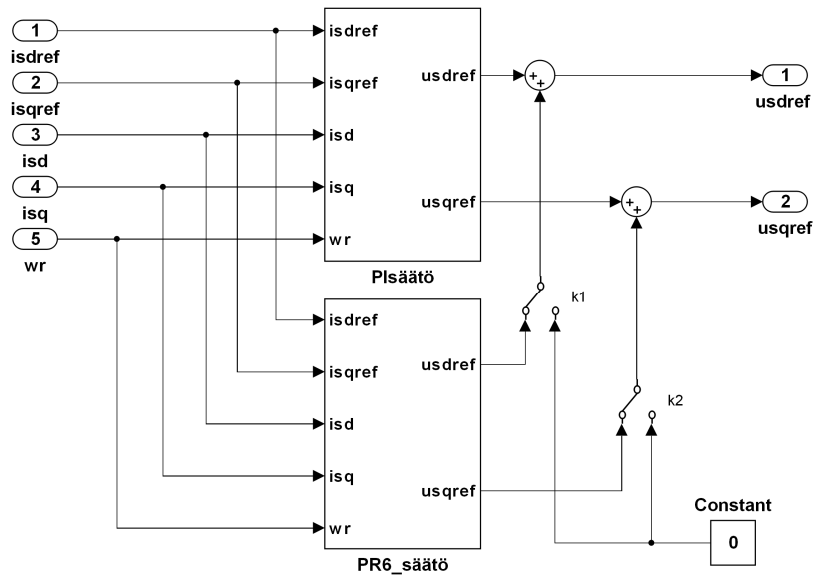 1
isdref
2
isqref
3
isd
4
isq
5
wr
isdref
isqref
isd
isq
wr
usdref
usqref
PIsäätö
isdref
isqref
isd
isq
wr
usdref
usqref
PR6_säätö
+
+
+
+
k1
k2
1
usdref
2
usqref
Constant
0